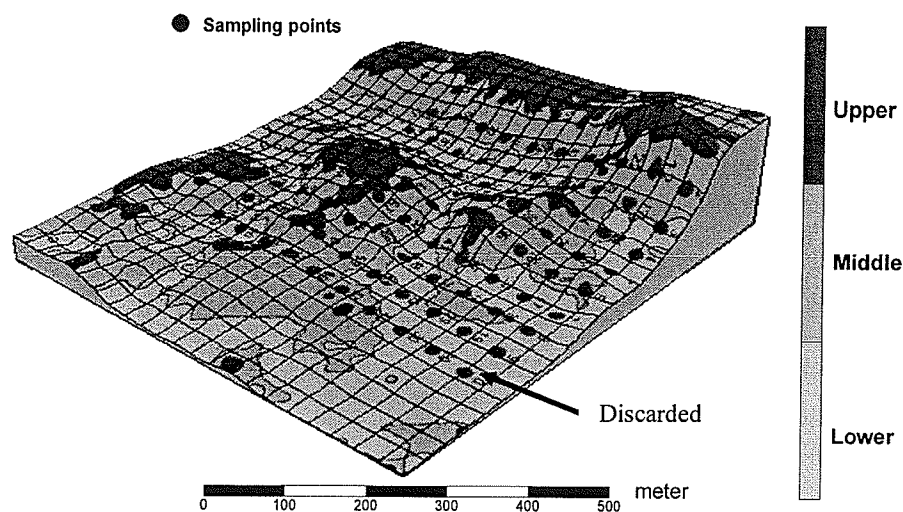 Sampling points
Upper
Middle
Lower
Discarded
meter
0 100 200 300 400 500